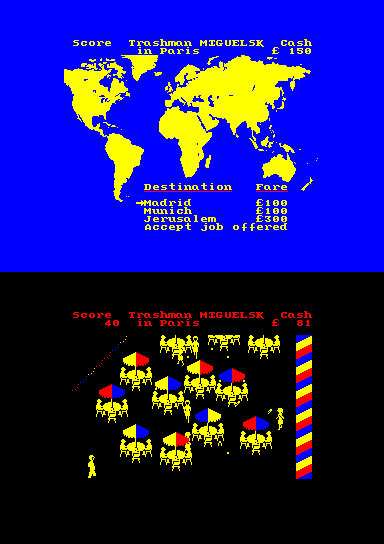 Score Trashman MIGUELSK Cash
in Paris £ 150
Destination Fare
→Madrid £100
Munich £100
Jerusalem £300
Accept job offered
Score Trashman MIGUELSK Cash
40 in Paris £ 81